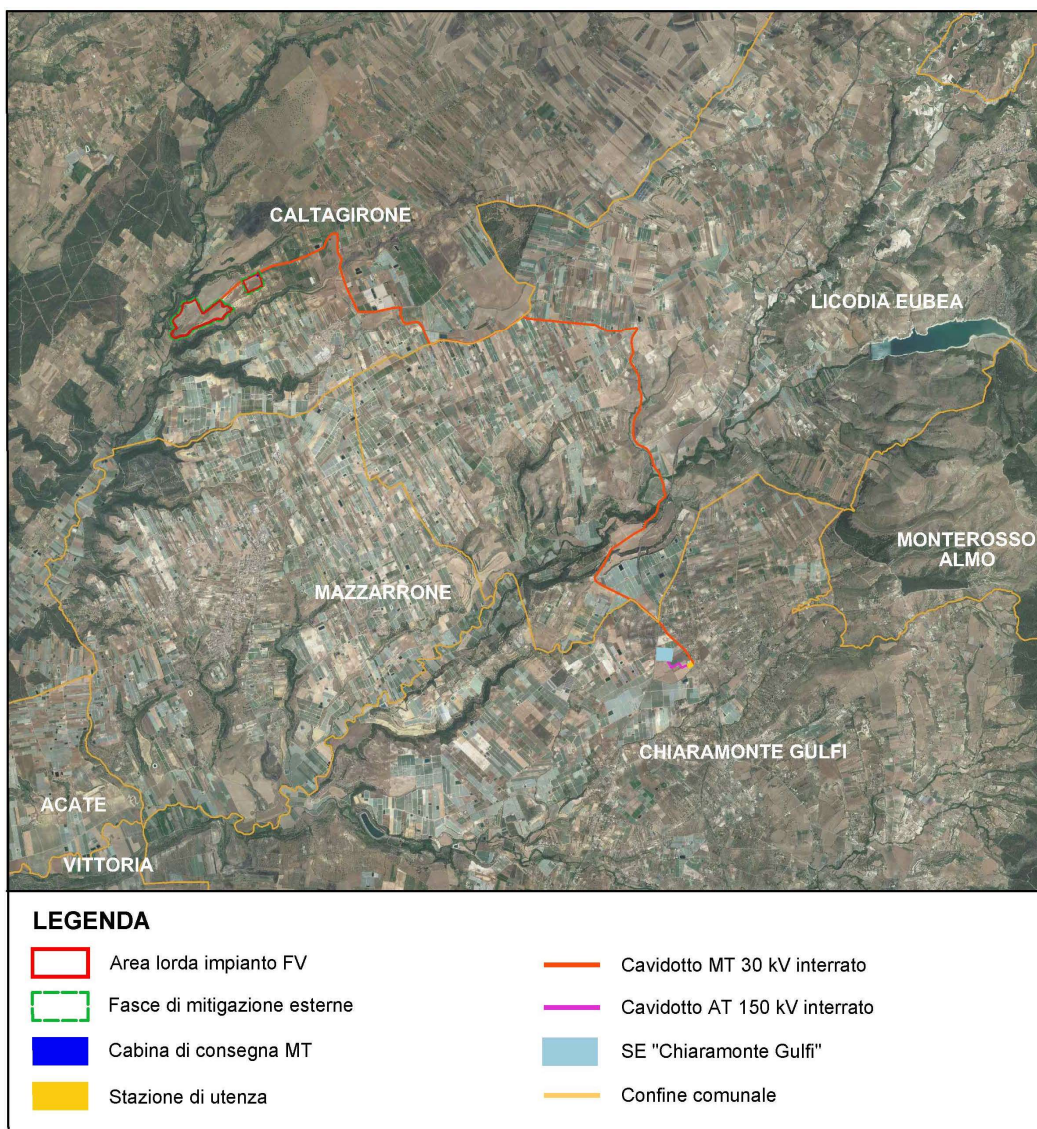 CALTAGIRONE
LICODIA EUBEA
MONTEROSSO
ALMO
MAZZARRONE
CHIARAMONTE GULFI
ACATE
VITTORIA
LEGENDA
Area lorda impianto FV
Fasce di mitigazione esterne
Cabina di consegna MT
Stazione di utenza
Cavidotto MT 30 kV interrato
Cavidotto AT 150 kV interrato
SE "Chiaramonte Gulfi"
Confine comunale